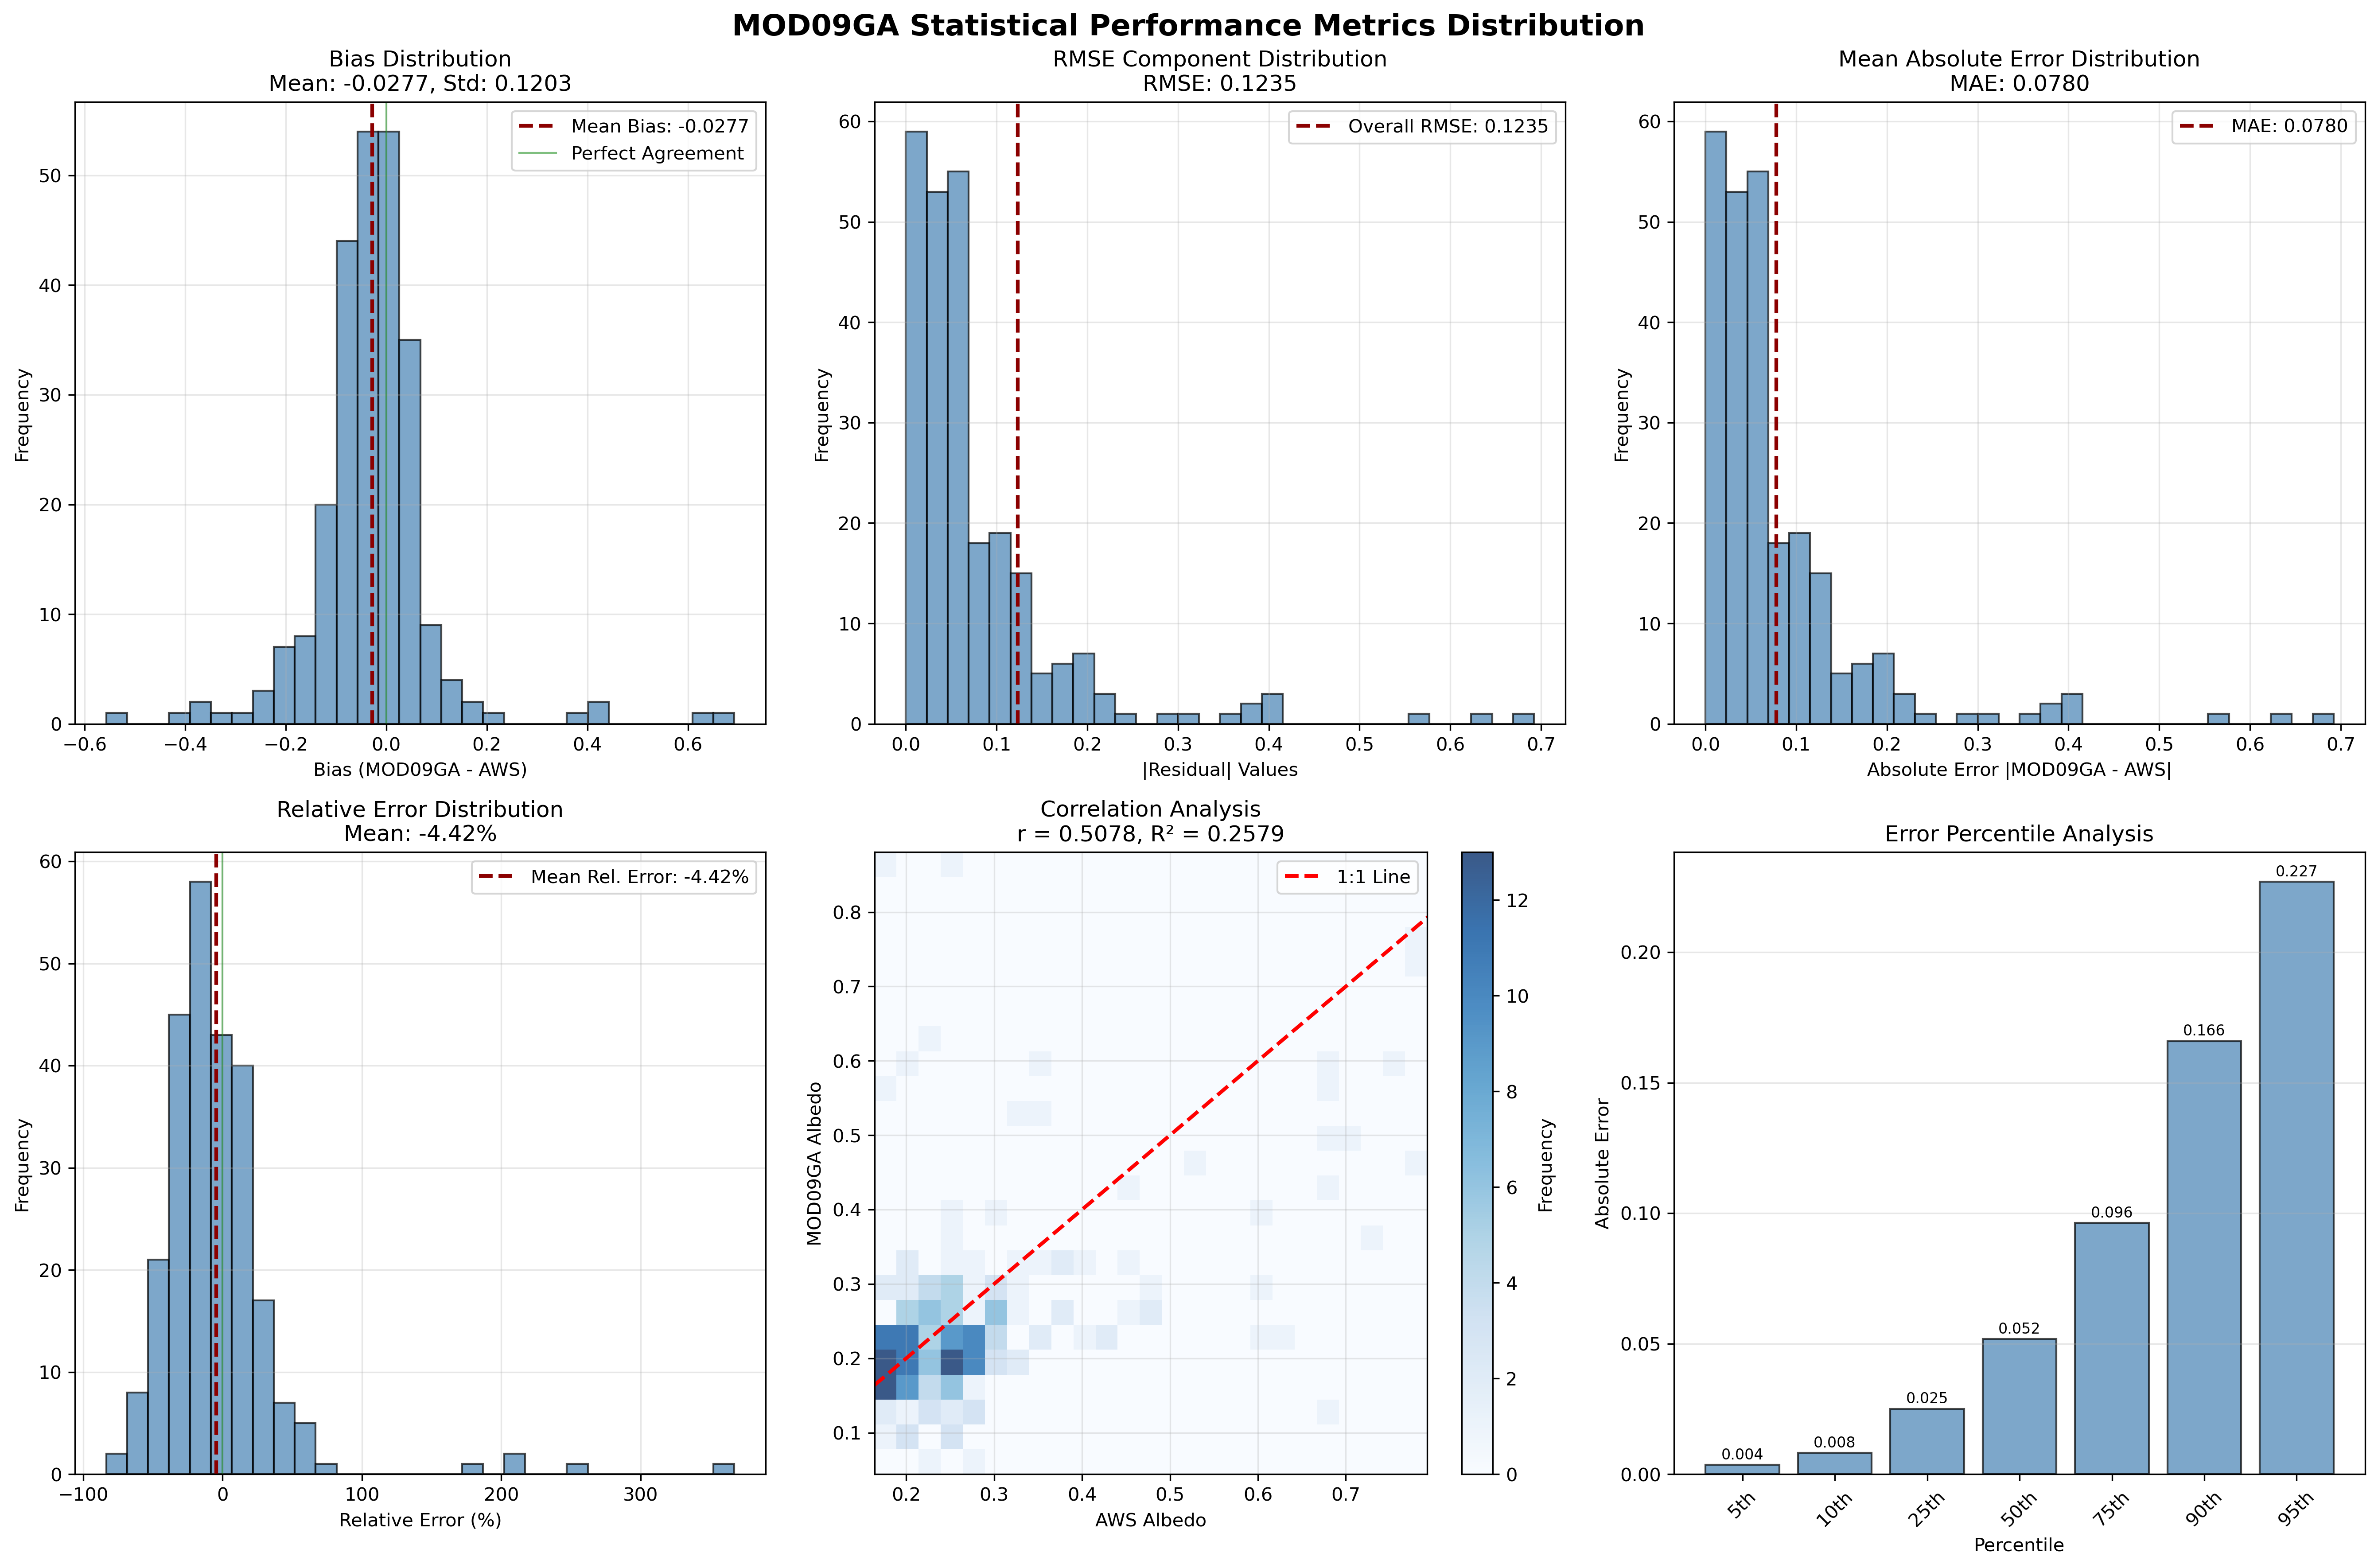 MOD09GA Statistical Performance Metrics Distribution
Bias Distribution
Mean: -0.0277, Std: 0.1203
Mean Bias: -0.0277
Perfect Agreement
Frequency
50
40
30
20
10
0
−0.6 −0.4 −0.2 0.0 0.2 0.4 0.6
Bias (MOD09GA - AWS)
RMSE Component Distribution
RMSE: 0.1235
Overall RMSE: 0.1235
Frequency
60
50
40
30
20
10
0
0.0 0.1 0.2 0.3 0.4 0.5 0.6 0.7
|Residual| Values
Mean Absolute Error Distribution
MAE: 0.0780
MAE: 0.0780
Frequency
60
50
40
30
20
10
0
0.0 0.1 0.2 0.3 0.4 0.5 0.6 0.7
Absolute Error |MOD09GA - AWS|
Relative Error Distribution
Mean: -4.42%
Mean Rel. Error: -4.42%
Frequency
60
50
40
30
20
10
0
−100 0 100 200 300
Relative Error (%)
Correlation Analysis
r = 0.5078, R² = 0.2579
1:1 Line
MOD09GA Albedo
0.8
0.7
0.6
0.5
0.4
0.3
0.2
0.1
0.2 0.3 0.4 0.5 0.6 0.7
AWS Albedo
12
10
8
6
4
2
0
Frequency
Error Percentile Analysis
Absolute Error
0.20
0.15
0.10
0.05
0.00
0.004
0.008
0.025
0.052
0.096
0.166
0.227
5th 10th 25th 50th 75th 90th 95th
Percentile